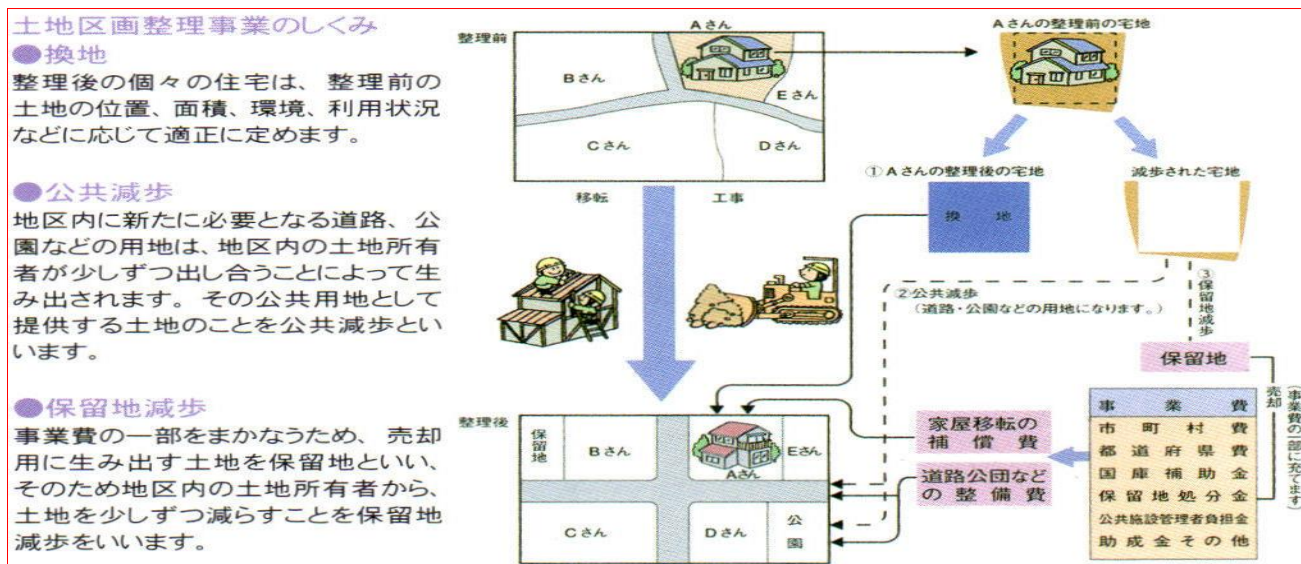 土地区画整理事業のしくみ
●換地
整理後の個々の住宅は、整理前の
土地の位置、面積、環境、利用状況
などに応じて適正に定めます。
●公共減歩
地区内に新たに必要となる道路、公
園などの用地は、地区内の土地所有
者が少しずつ出し合うことによって生
み出されます。その公共用地として
提供する土地のことを公共減歩とい
います。
●保留地減歩
事業費の一部をまかなうため、売却
用に生み出す土地を保留地といい、
そのため地区内の土地所有者から、
土地を少しずつ減らすことを保留地
減歩をいいます。
整理前
Aさん
Bさん
Eさん
Cさん
Dさん
Aさんの整理前の宅地
移転
工事
①Aさんの整理後の宅地
換地
減歩された宅地
②公共減歩
(道路・公園などの用地になります。)
③保留地減歩
保留地
売却
(事業費の一部に充てます)
整理後
保留地
Bさん
Aさん
Eさん
Cさん
Dさん
公園
家屋移転の
補償費
道路公団など
の整備費
事業費
市町村費
都道府県費
国庫補助金
保留地処分金
公共施設管理者負担金
助成金その他